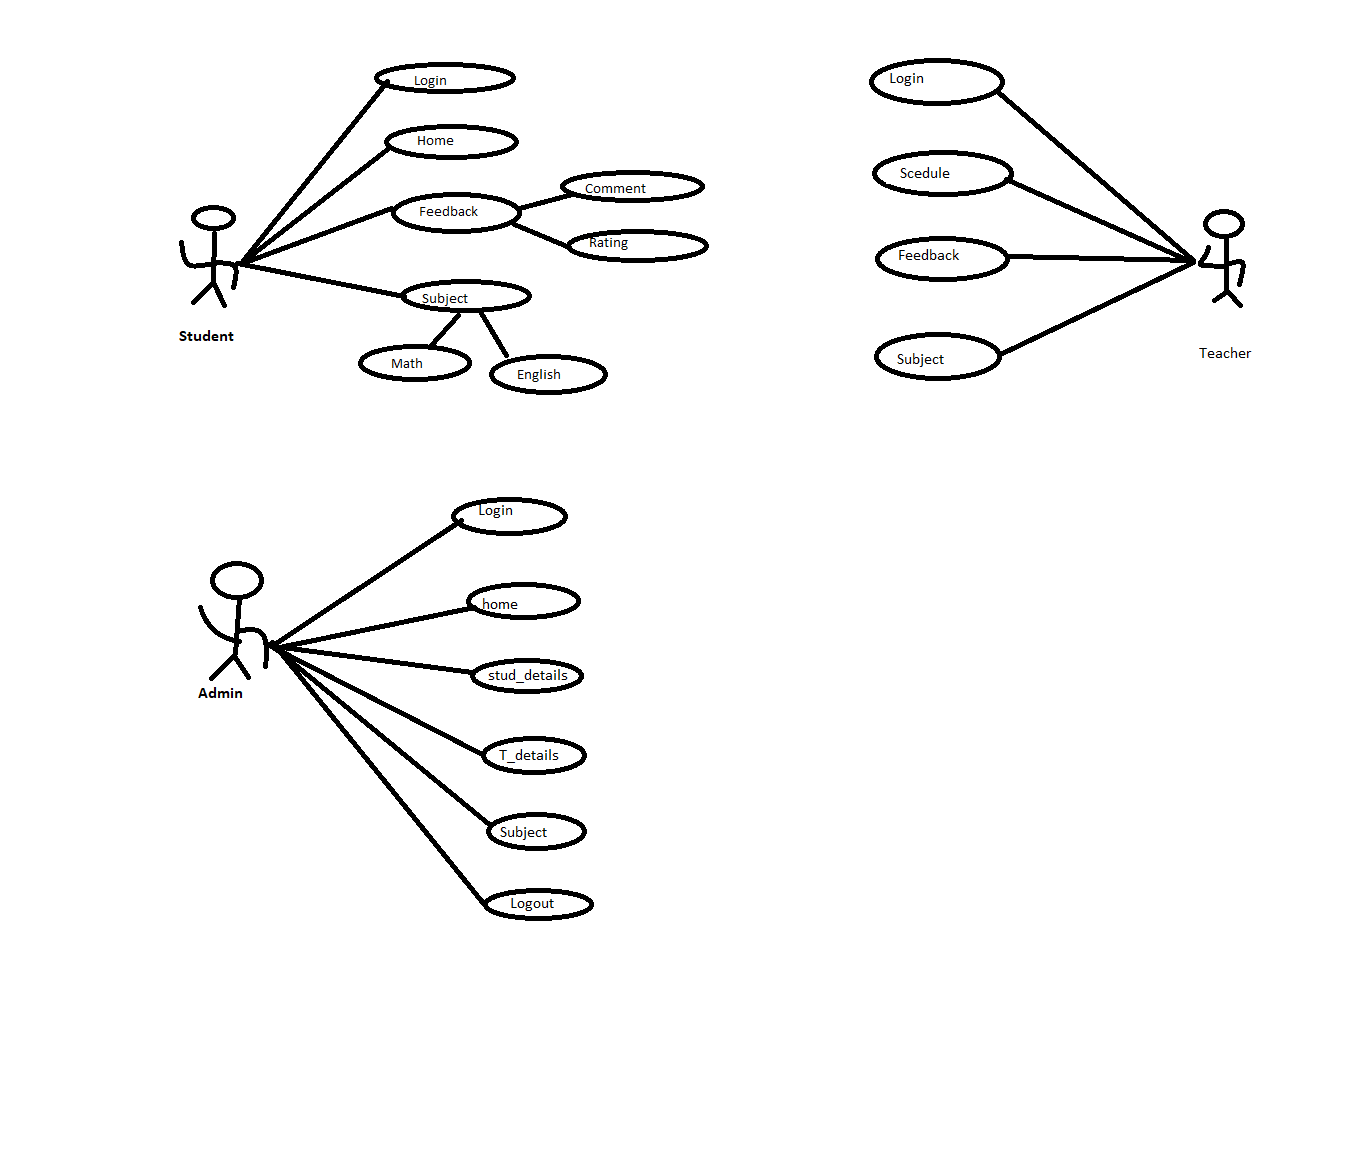 Login
Home
Feedback
Comment
Rating
Subject
Math
English
Student
Login
Scedule
Feedback
Subject
Teacher
Login
home
stud_details
T_details
Subject
Logout
Admin